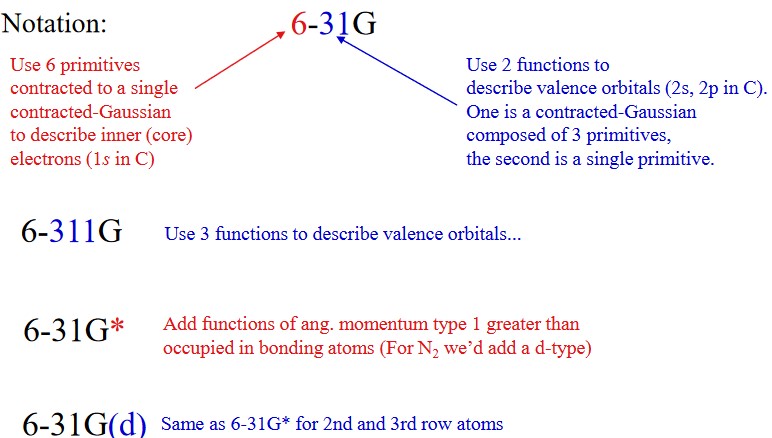 Notation:
6-31G
Use 6 primitives
contracted to a single
contracted-Gaussian
to describe inner (core)
electrons (1s in C)
Use 2 functions to
describe valence orbitals (2s, 2p in C).
One is a contracted-Gaussian
composed of 3 primitives,
the second is a single primitive.
6-311G
Use 3 functions to describe valence orbitals...
6-31G*
Add functions of ang. momentum type 1 greater than
occupied in bonding atoms (For N₂ we’d add a d-type)
6-31G(d)
Same as 6-31G* for 2nd and 3rd row atoms